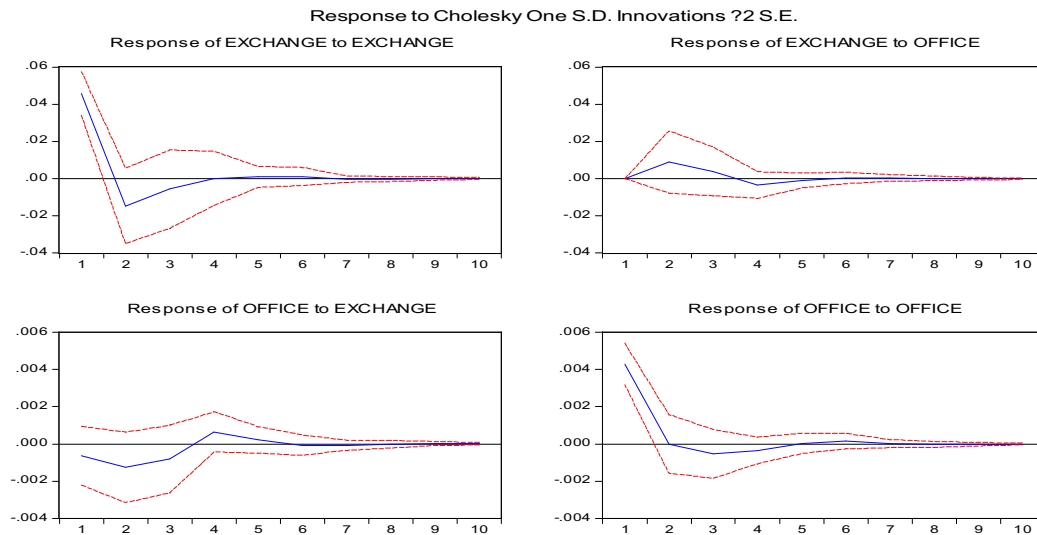 Response to Cholesky One S.D. Innovations ?2 S.E.
Response of EXCHANGE to EXCHANGE
.06
.04
.02
.00
-.02
-.04
1 2 3 4 5 6 7 8 9 10
Response of EXCHANGE to OFFICE
.06
.04
.02
.00
-.02
-.04
1 2 3 4 5 6 7 8 9 10
Response of OFFICE to EXCHANGE
.006
.004
.002
.000
-.002
-.004
1 2 3 4 5 6 7 8 9 10
Response of OFFICE to OFFICE
.006
.004
.002
.000
-.002
-.004
1 2 3 4 5 6 7 8 9 10